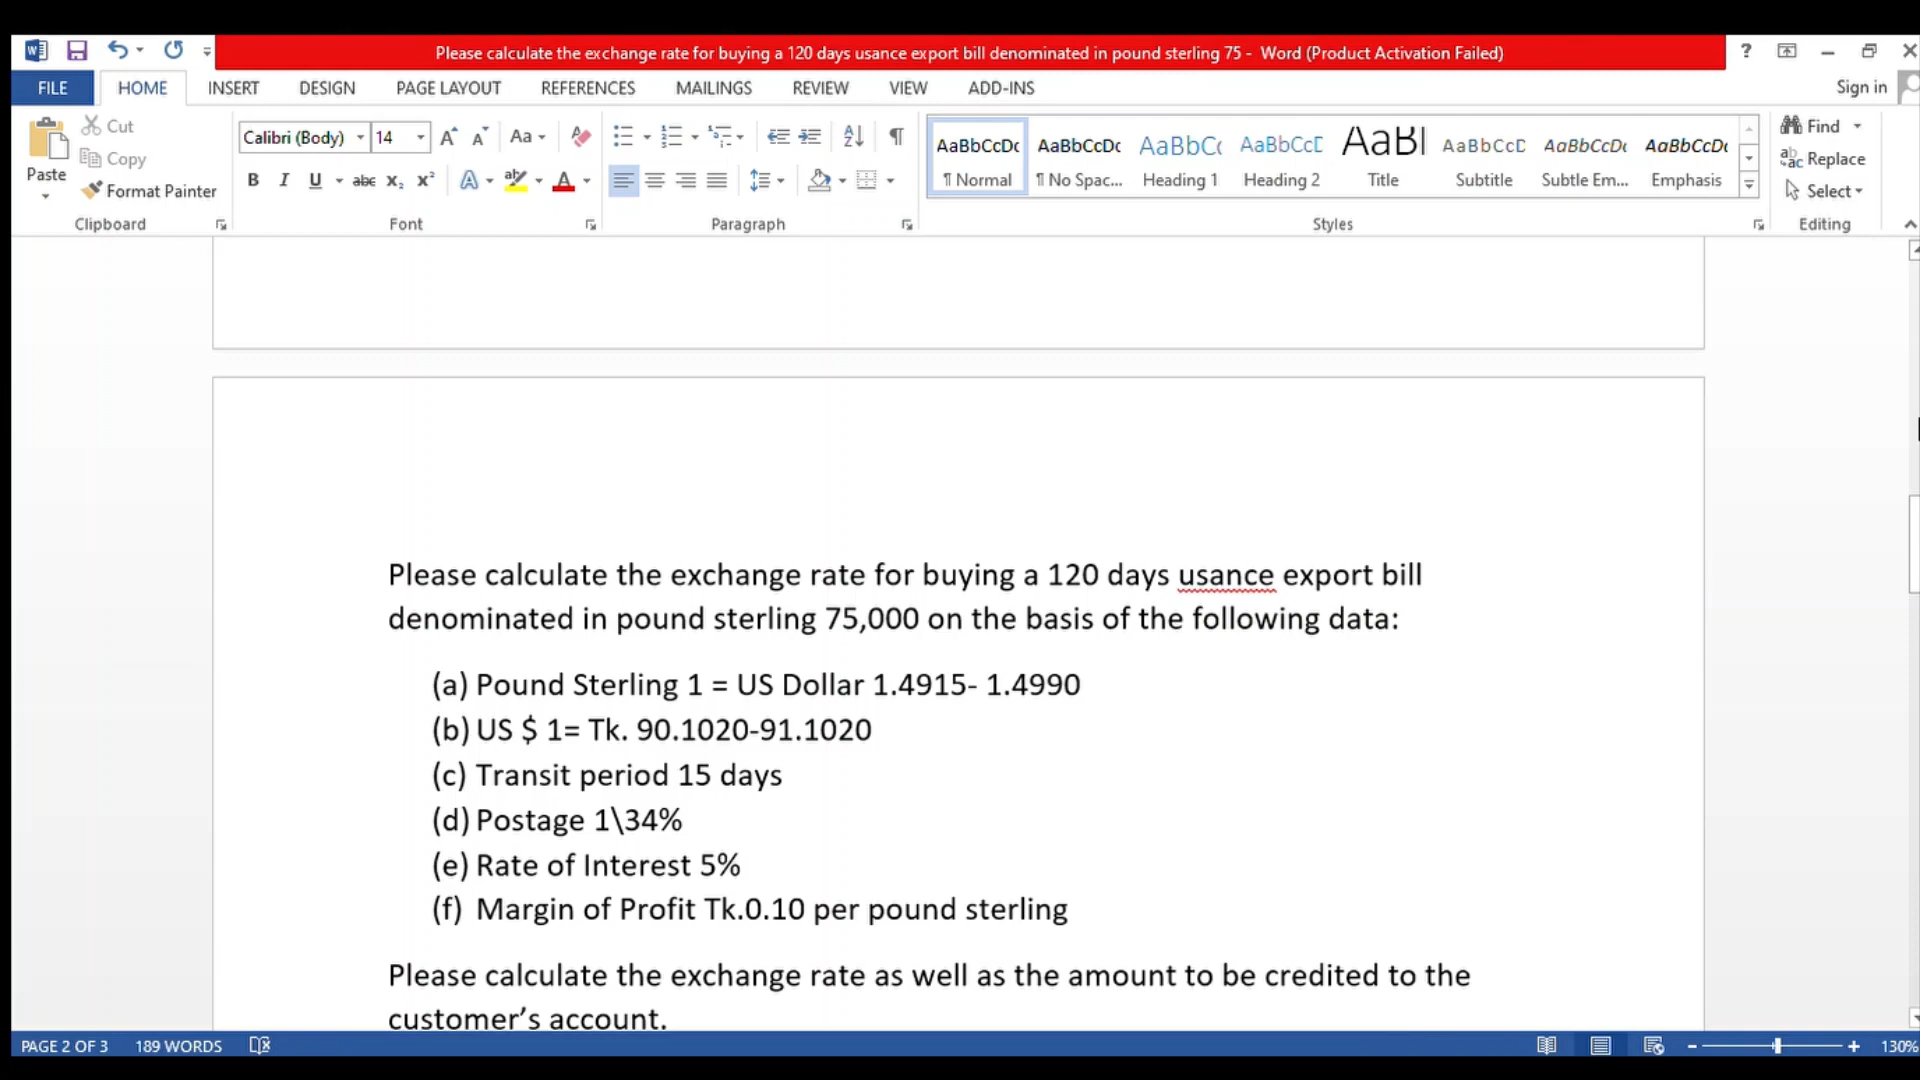 Please calculate the exchange rate for buying a 120 days usance export bill denominated in pound sterling 75 - Word (Product Activation Failed)
?
FILE HOME INSERT DESIGN PAGE LAYOUT REFERENCES MAILINGS REVIEW VIEW ADD-INS Sign in
Paste
Cut
Copy
Format Painter
Clipboard
Calibri (Body) 14
Font
Paragraph
AaBbCcDc AaBbCcDc AaBbCc AaBbCcD AaBl AaBbCcD AaBbCcDc AaBbCcDc
¶ Normal ¶ No Spac... Heading 1 Heading 2 Title Subtitle Subtle Em... Emphasis
Styles
Find
Replace
Select
Editing
Please calculate the exchange rate for buying a 120 days usance export bill
denominated in pound sterling 75,000 on the basis of the following data:
(a) Pound Sterling 1 = US Dollar 1.4915- 1.4990
(b) US $ 1= Tk. 90.1020-91.1020
(c) Transit period 15 days
(d) Postage 1\34%
(e) Rate of Interest 5%
(f) Margin of Profit Tk.0.10 per pound sterling
Please calculate the exchange rate as well as the amount to be credited to the
customer’s account.
PAGE 2 OF 3 189 WORDS 130%